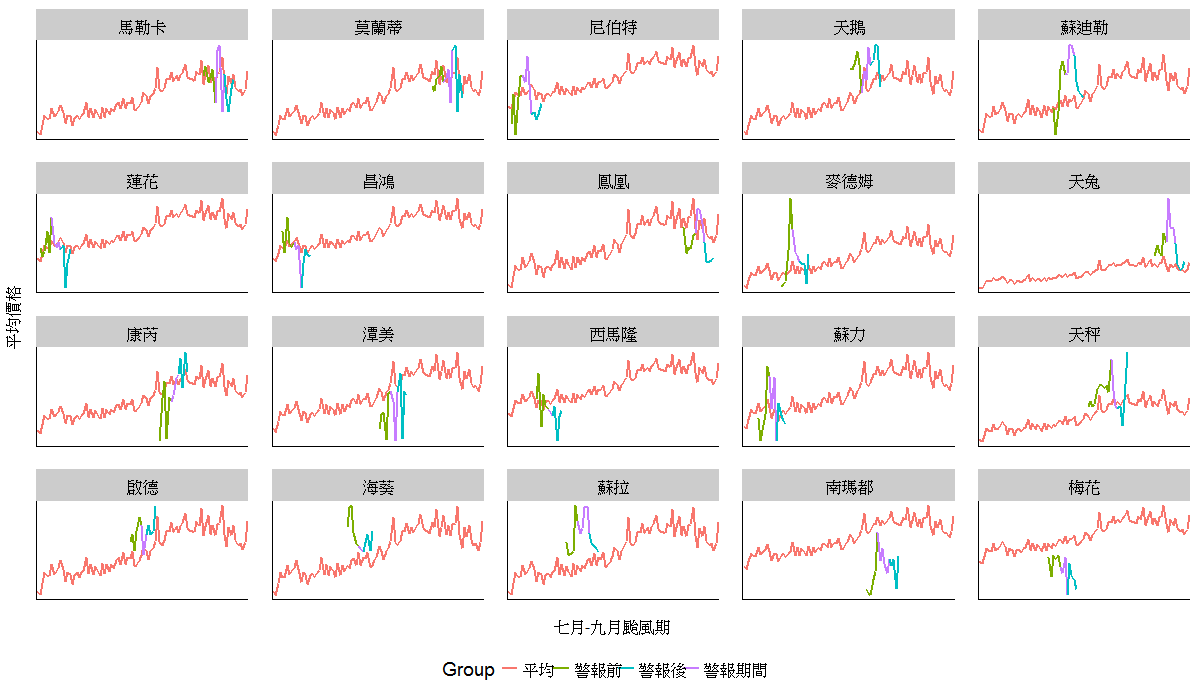 馬勒卡
莫蘭蒂
尼伯特
天鵝
蘇迪勒
蓮花
昌鴻
鳳凰
麥德姆
天兔
康芮
潭美
西馬隆
蘇力
天秤
啟德
海葵
蘇拉
南瑪都
梅花
平均價格
七月-九月颱風期
Group 平均 警報前 警報後 警報期間